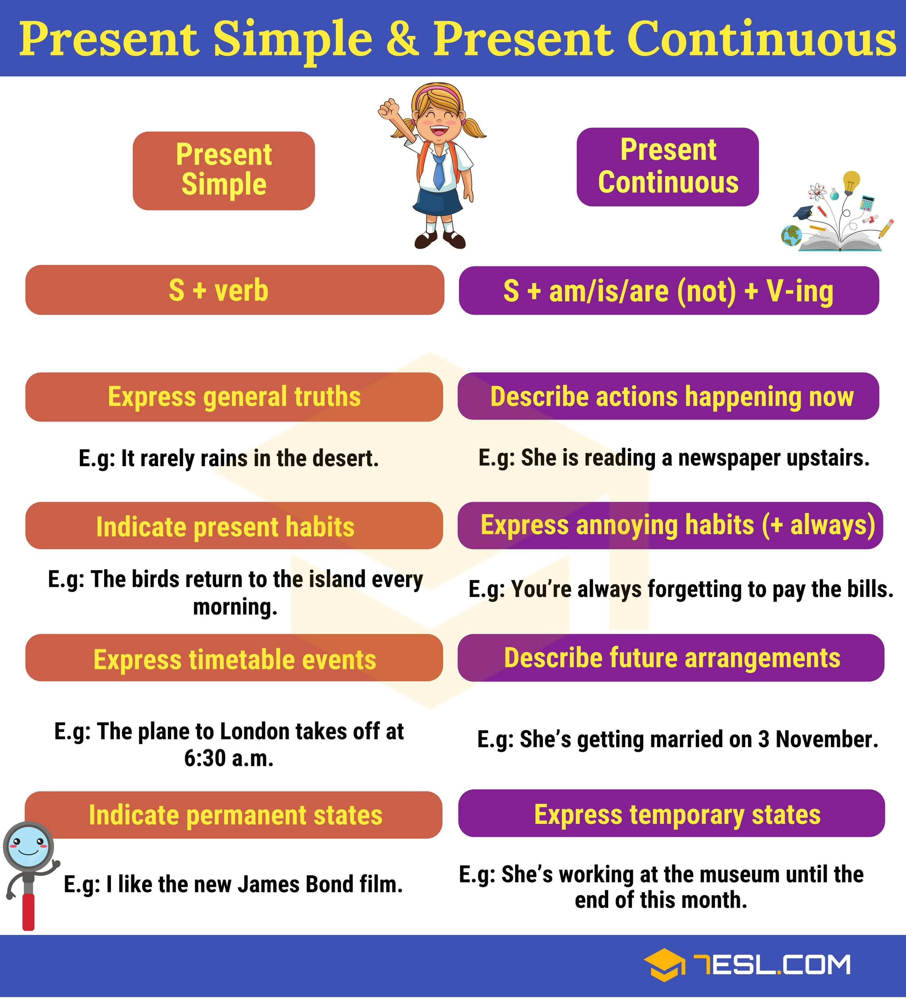 Present Simple & Present Continuous
Present
Simple
Present
Continuous
S + verb
S + am/is/are (not) + V-ing
Express general truths
Describe actions happening now
E.g: It rarely rains in the desert.
E.g: She is reading a newspaper upstairs.
Indicate present habits
Express annoying habits (+ always)
E.g: The birds return to the island every
morning.
E.g: You’re always forgetting to pay the bills.
Express timetable events
Describe future arrangements
E.g: The plane to London takes off at
6:30 a.m.
E.g: She’s getting married on 3 November.
Indicate permanent states
Express temporary states
E.g: I like the new James Bond film.
E.g: She’s working at the museum until the
end of this month.
7ESL.COM